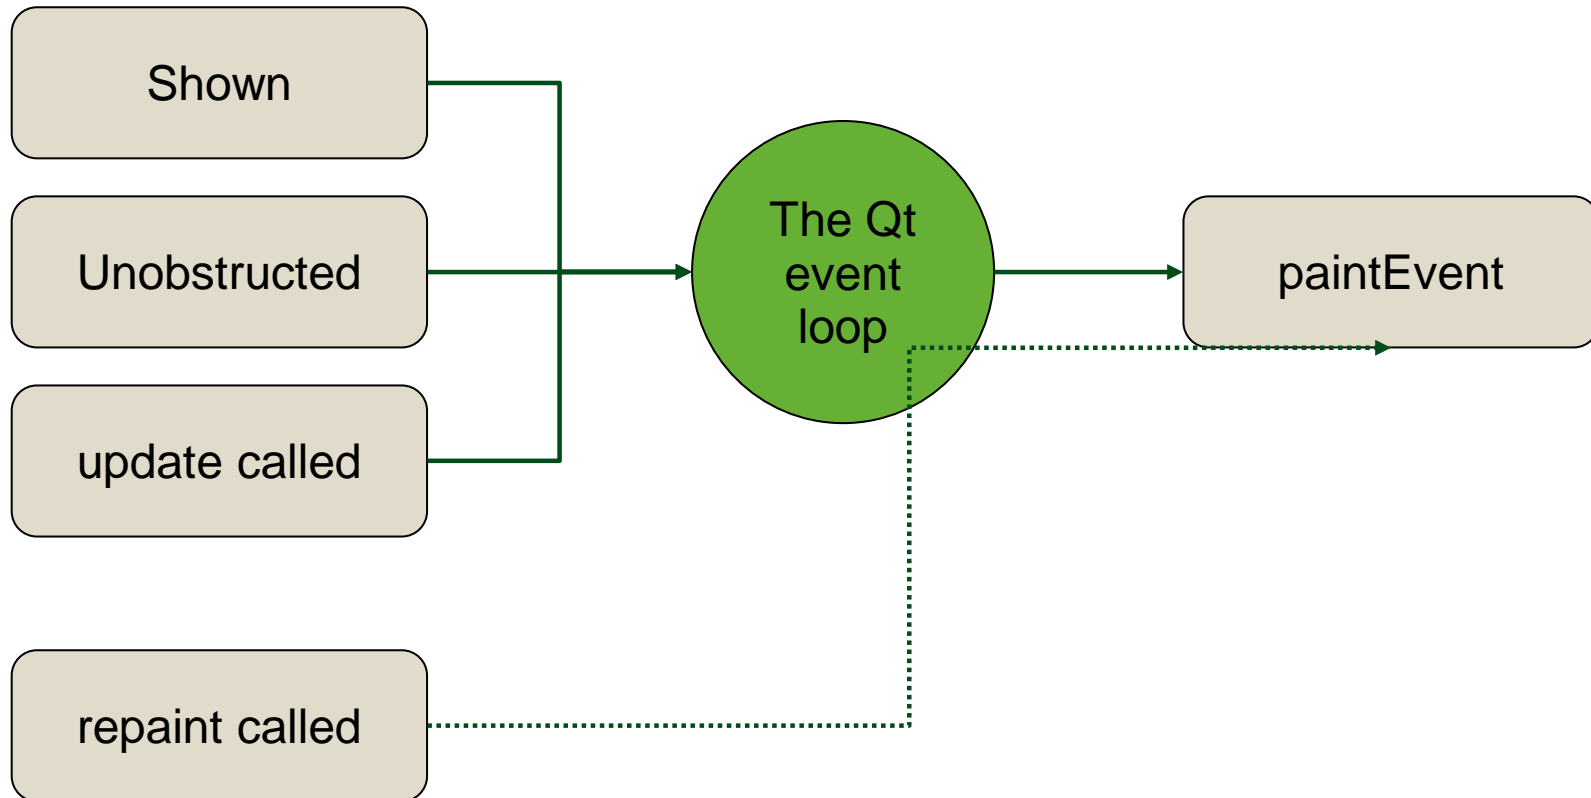 Shown
Unobstructed
update called
repaint called
The Qt
event
loop
paintEvent